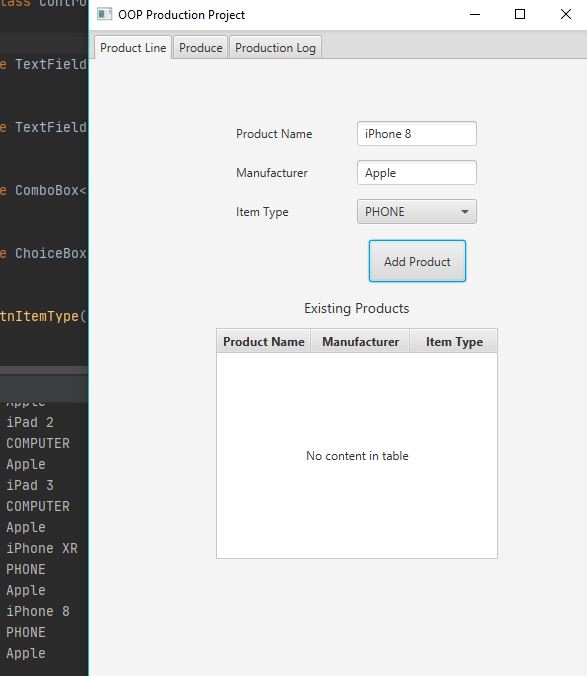 lass Contro
OOP Production Project
Product Line Produce Production Log
e TextField
e TextField
e ComboBox<
e ChoiceBox
tnItemType(
Product Name iPhone 8
Manufacturer Apple
Item Type PHONE
Add Product
Existing Products
Product Name Manufacturer Item Type
No content in table
Apple
iPad 2
COMPUTER
Apple
iPad 3
COMPUTER
Apple
iPhone XR
PHONE
Apple
iPhone 8
PHONE
Apple